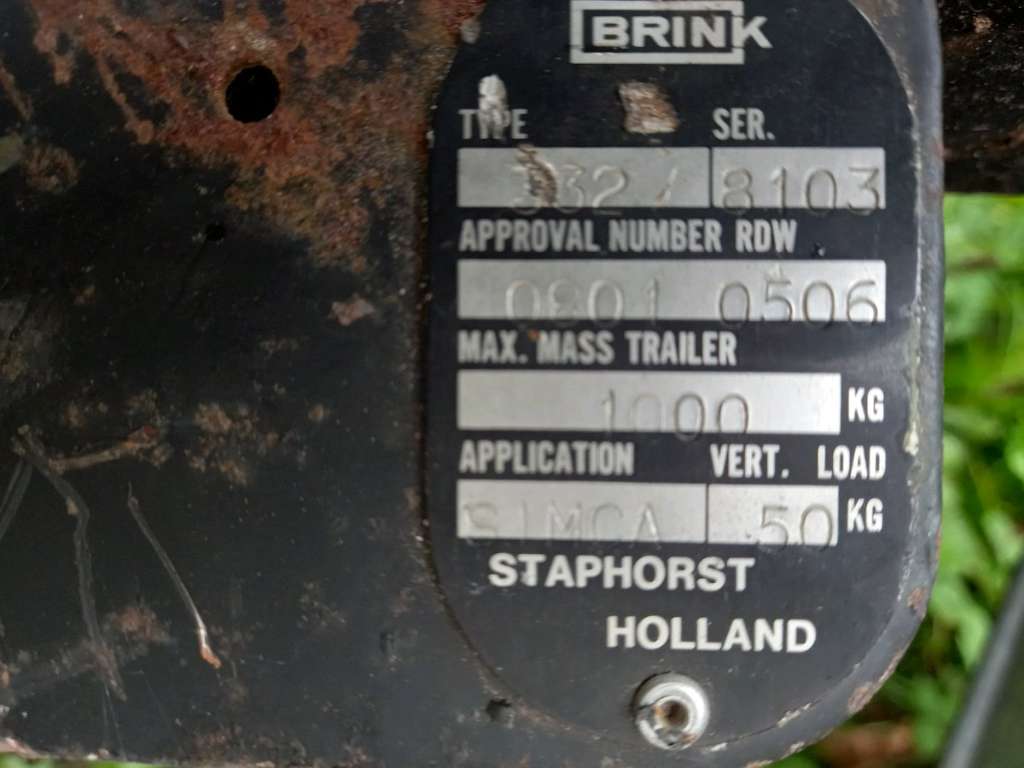 BRINK
TYPE SER.
332 / 8103
APPROVAL NUMBER RDW
0801 0506
MAX. MASS TRAILER
1000 KG
APPLICATION VERT. LOAD
SIMCA 50 KG
STAPHORST
HOLLAND